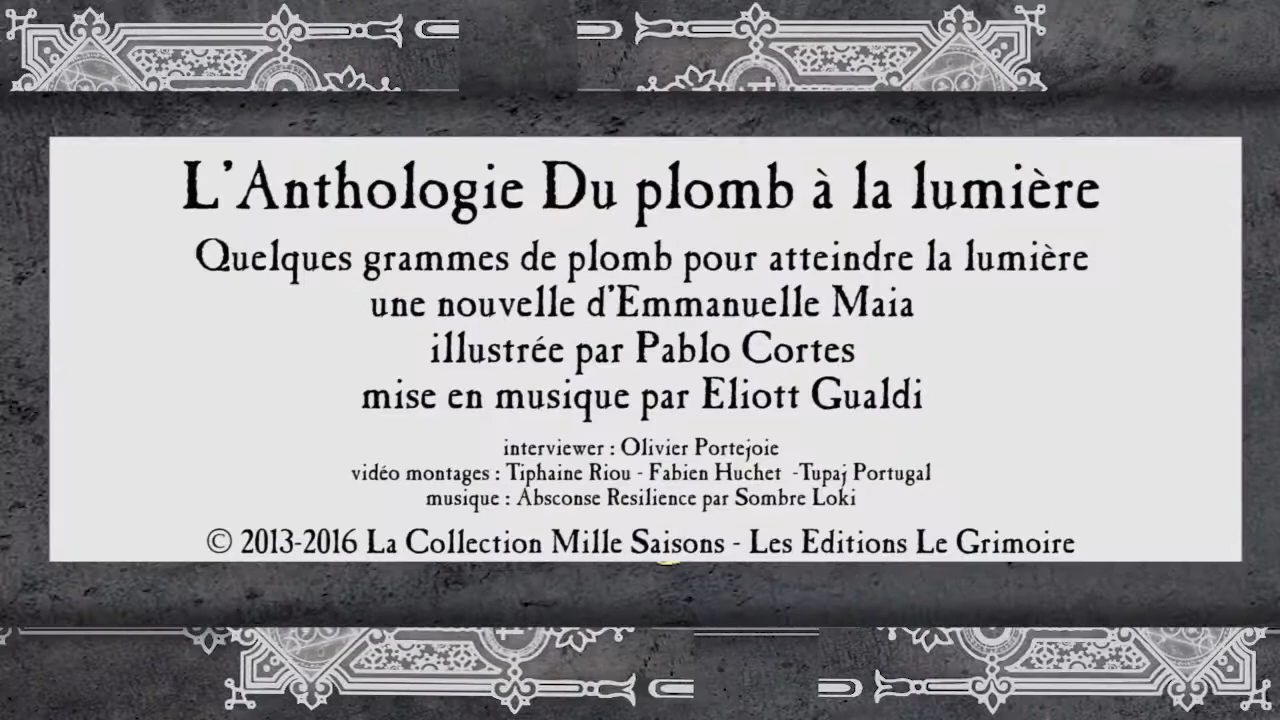 L'Anthologie Du plomb à la lumière
Quelques grammes de plomb pour atteindre la lumière
une nouvelle d'Emmanuelle Maia
illustrée par Pablo Cortes
mise en musique par Eliott Gualdi
interviewer : Olivier Portejoie
vidéo montages : Tiphaine Riou - Fabien Huchet -Tupaj Portugal
musique : Absconse Resilience par Sombre Loki
© 2013-2016 La Collection Mille Saisons - Les Editions Le Grimoire